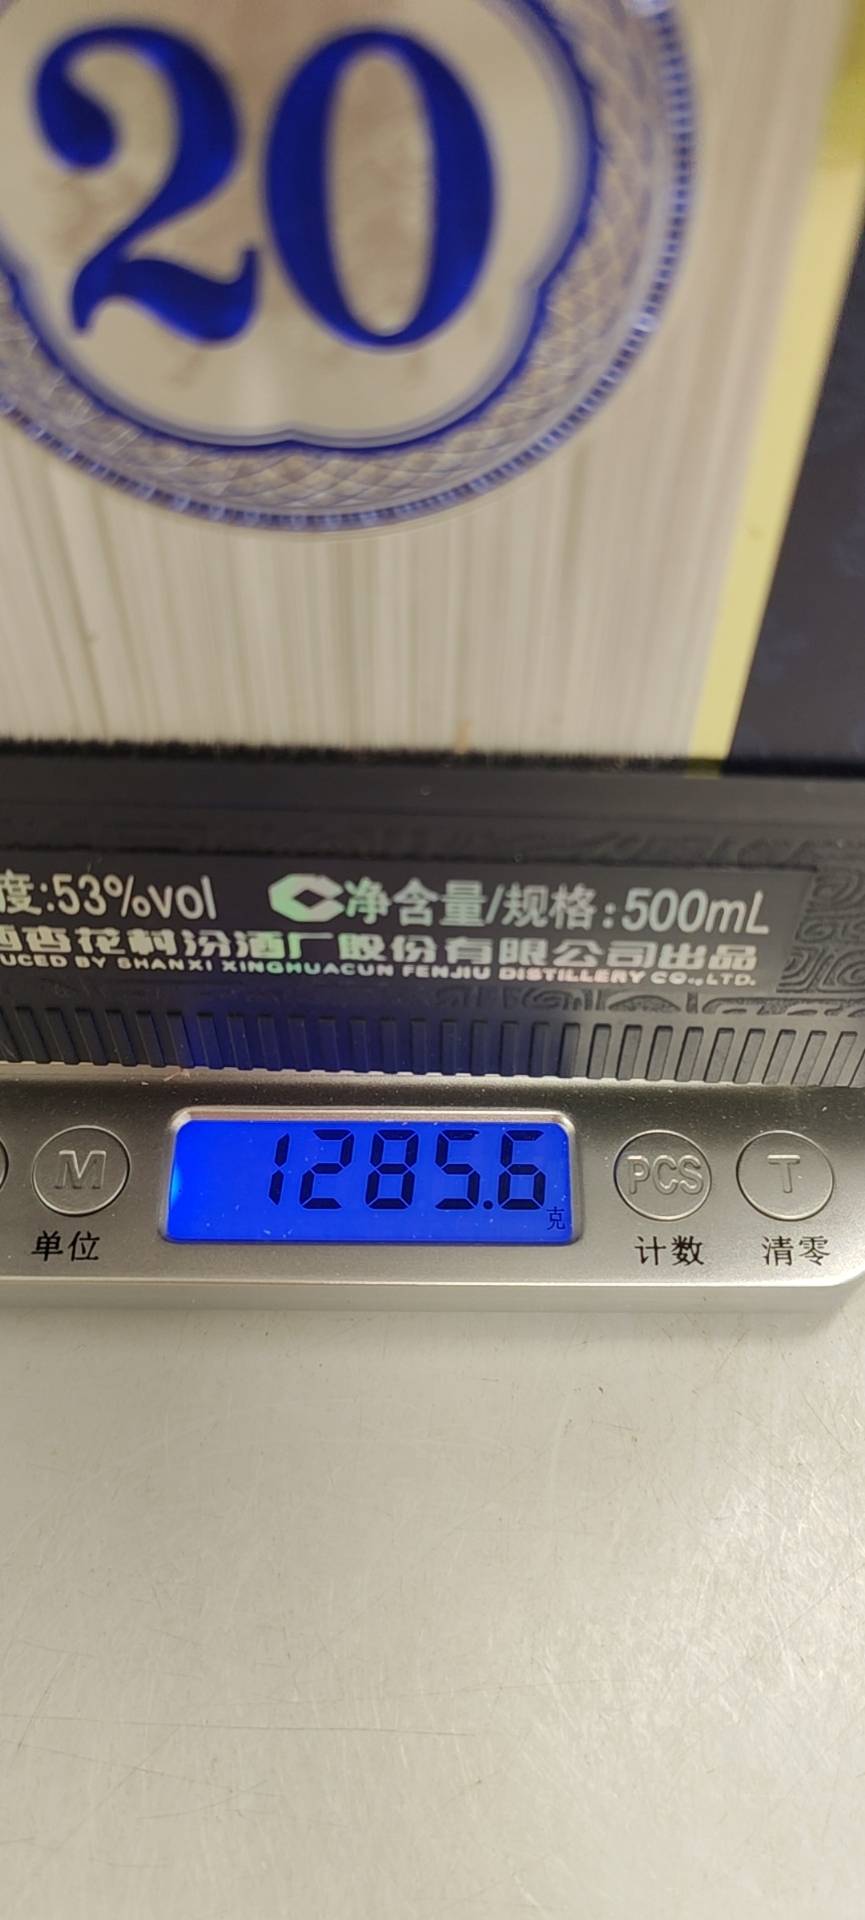 20
度:53%vol 净含量/规格:500mL
西杏花村汾酒厂股份有限公司出品
UCED BY SHANXI XINGHUACUN FENJIU DISTILLERY CO.,LTD.
M
1285.6
克
PCS
T
单位
计数
清零